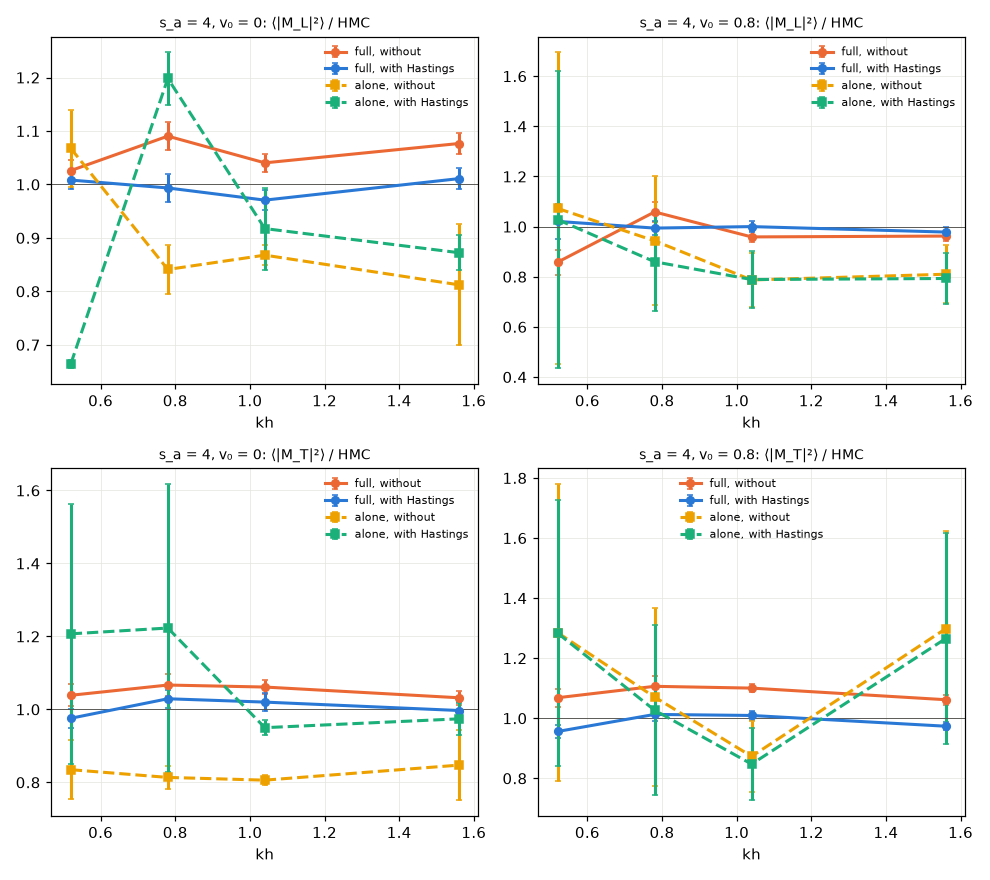 s_a = 4, v₀ = 0: ⟨|M_L|²⟩ / HMC
full, without
full, with Hastings
alone, without
alone, with Hastings
1.2
1.1
1.0
0.9
0.8
0.7
0.6 0.8 1.0 1.2 1.4 1.6
kh
s_a = 4, v₀ = 0.8: ⟨|M_L|²⟩ / HMC
full, without
full, with Hastings
alone, without
alone, with Hastings
1.6
1.4
1.2
1.0
0.8
0.6
0.4
0.6 0.8 1.0 1.2 1.4 1.6
kh
s_a = 4, v₀ = 0: ⟨|M_T|²⟩ / HMC
full, without
full, with Hastings
alone, without
alone, with Hastings
1.6
1.4
1.2
1.0
0.8
0.6 0.8 1.0 1.2 1.4 1.6
kh
s_a = 4, v₀ = 0.8: ⟨|M_T|²⟩ / HMC
full, without
full, with Hastings
alone, without
alone, with Hastings
1.8
1.6
1.4
1.2
1.0
0.8
0.6 0.8 1.0 1.2 1.4 1.6
kh